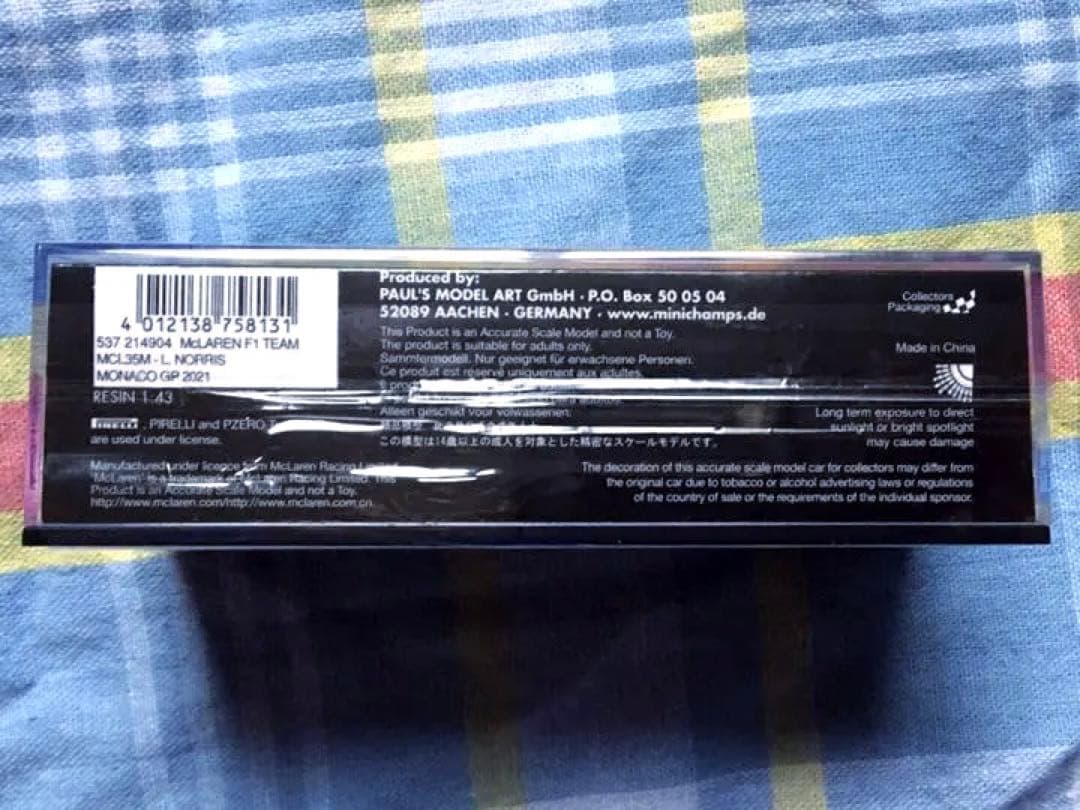 4 012138 758131
537 214904 McLAREN F1 TEAM
MCL35M - L. NORRIS
MONACO GP 2021
RESIN 1:43
PIRELLI, PIRELLI and PZERO
are used under license.
Manufactured under licence from McLaren Racing
"McLaren" is a trademark of McLaren Racing Limited. This
Product is an Accurate Scale Model and not a Toy.
http://www.mclaren.com/http://www.mclaren.com.cn
Produced by:
PAUL'S MODEL ART GmbH · P.O. Box 50 05 04
52089 AACHEN · GERMANY · www.minichamps.de
This Product is an Accurate Scale Model and not a Toy.
The product is suitable for adults only.
Sammlermodell. Nur geeignet für erwachsene Personen.
Ce produit est réservé uniquement aux adultes.
Alleen geschikt voor volwassenen.
この模型は14歳以上の成人を対象とした精密なスケールモデルです。
Collectors
Packaging
Made in China
Long term exposure to direct
sunlight or bright spotlight
may cause damage
The decoration of this accurate scale model car for collectors may differ from
the original car due to tobacco or alcohol advertising laws or regulations
of the country of sale or the requirements of the individual sponsor.